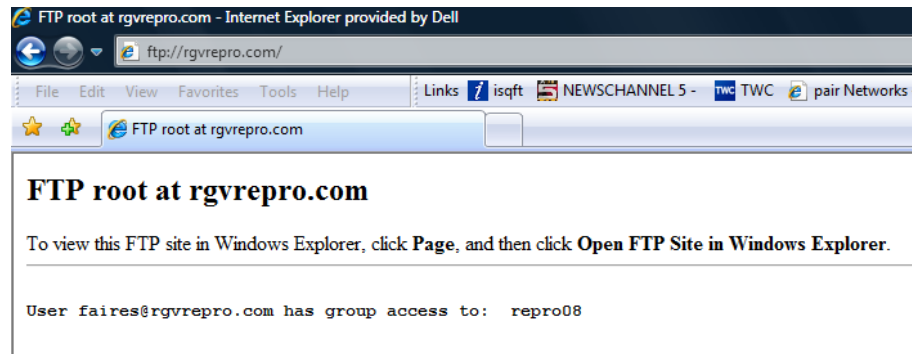 FTP root at rgvrepro.com - Internet Explorer provided by Dell
ftp://rgvrepro.com/
File Edit View Favorites Tools Help Links isqft NEWSCHANNEL 5 - TWC TWC pair Networks
FTP root at rgvrepro.com
FTP root at rgvrepro.com
To view this FTP site in Windows Explorer, click Page, and then click Open FTP Site in Windows Explorer.
User faires@rgvrepro.com has group access to: repro08